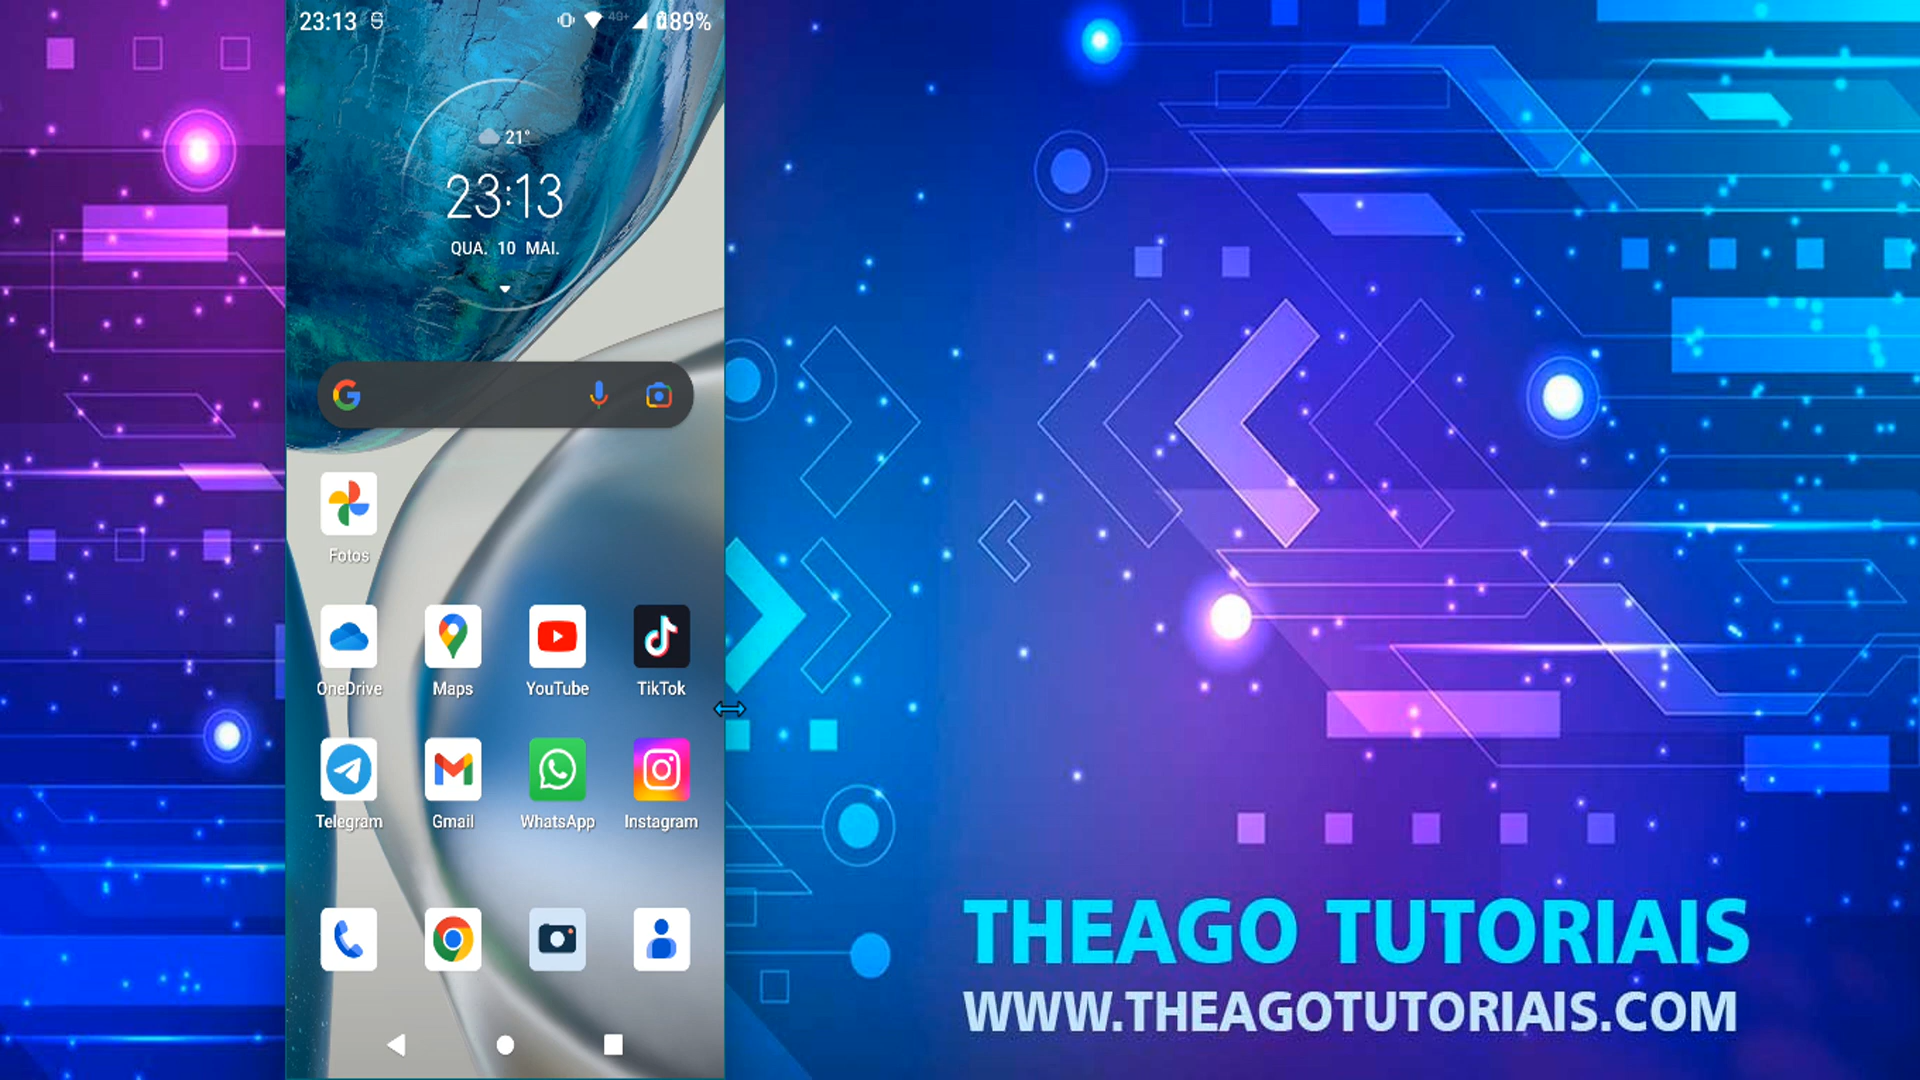 23:13 4G+ 89%
21°
23:13
QUA. 10 MAI.
Fotos
OneDrive Maps YouTube TikTok
Telegram Gmail WhatsApp Instagram
THEAGO TUTORIAIS
WWW.THEAGOTUTORIAIS.COM